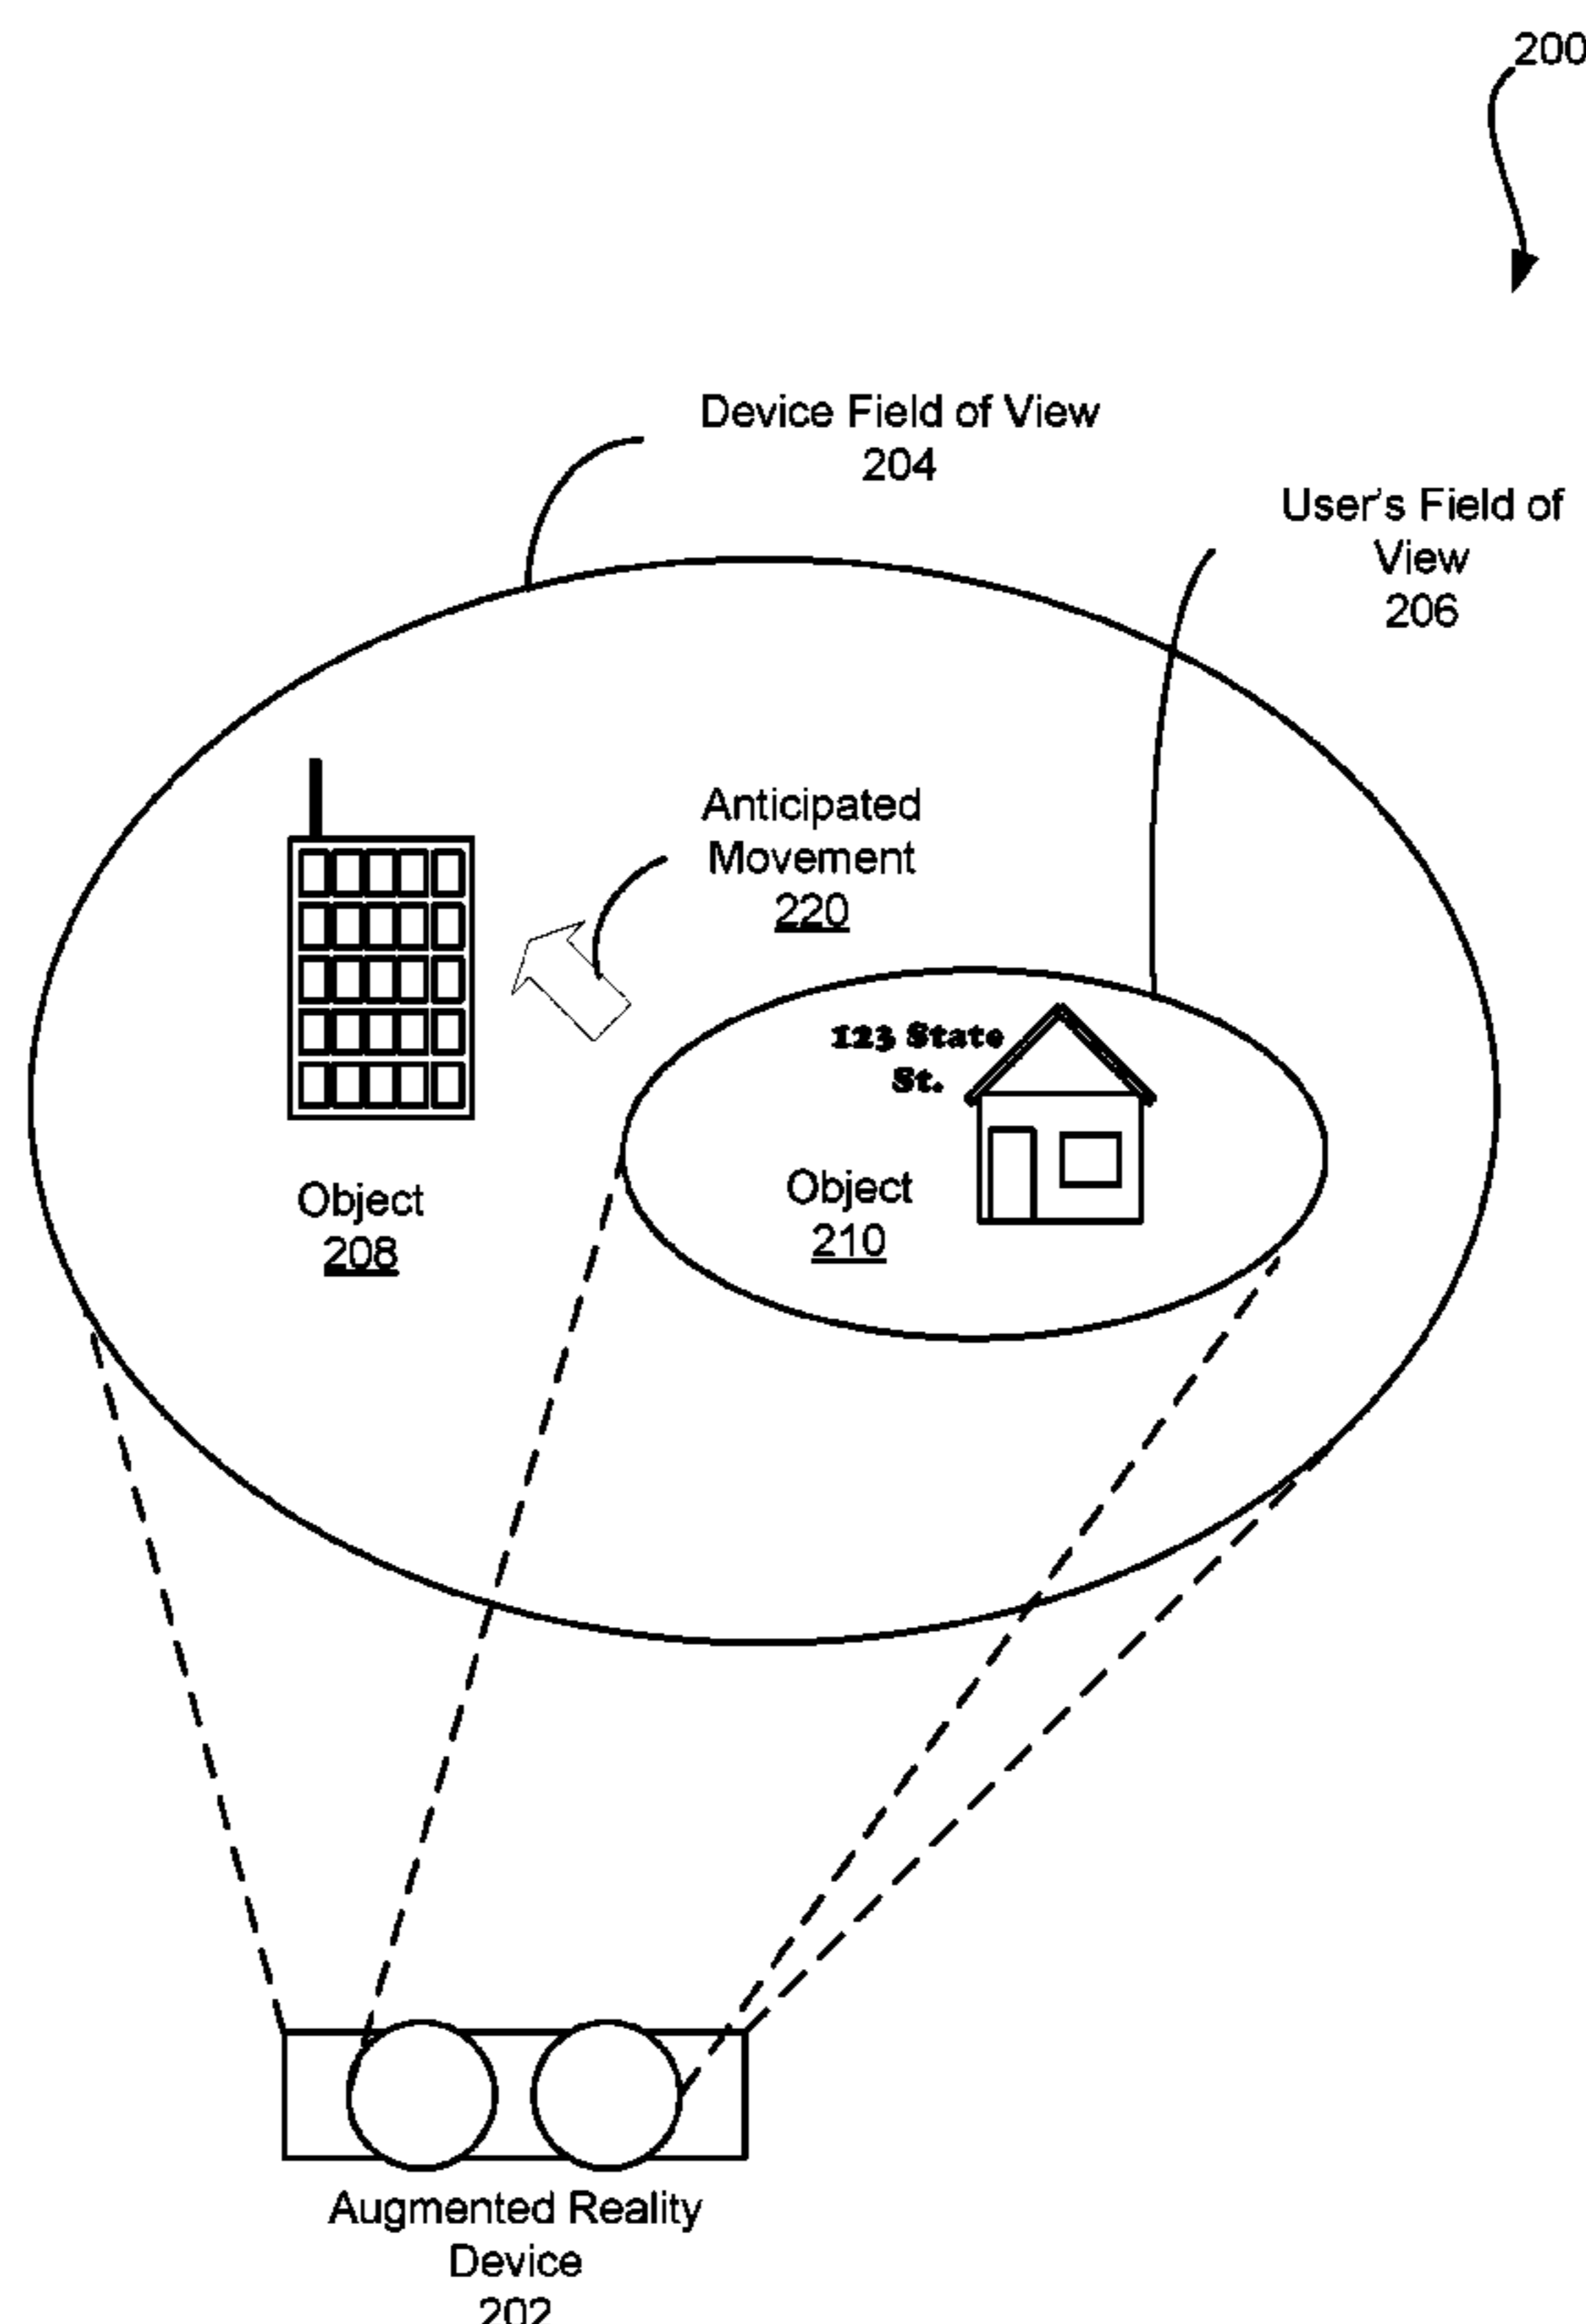 200
Device Field of View
204
User's Field of
View
206
Anticipated
Movement
220
123 State
St.
Object
208
Object
210
Augmented Reality
Device
202